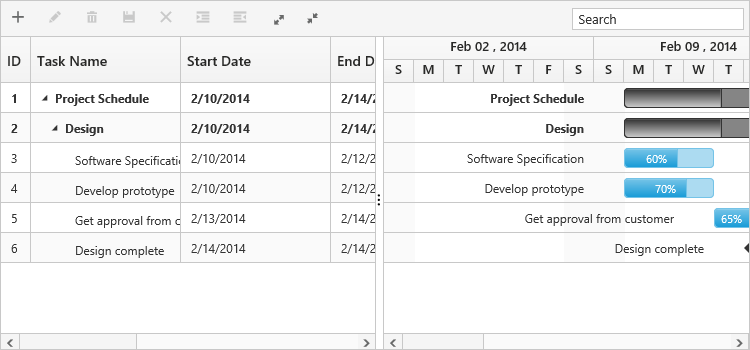 Search
ID Task Name Start Date End D
1 Project Schedule 2/10/2014 2/14/2
2 Design 2/10/2014 2/14/2
3 Software Specificatio 2/10/2014 2/12/2
4 Develop prototype 2/10/2014 2/12/2
5 Get approval from c 2/13/2014 2/14/2
6 Design complete 2/14/2014 2/14/2
Feb 02 , 2014 Feb 09 , 2014
S M T W T F S S M T W T
Project Schedule
Design
Software Specification 60%
Develop prototype 70%
Get approval from customer 65%
Design complete